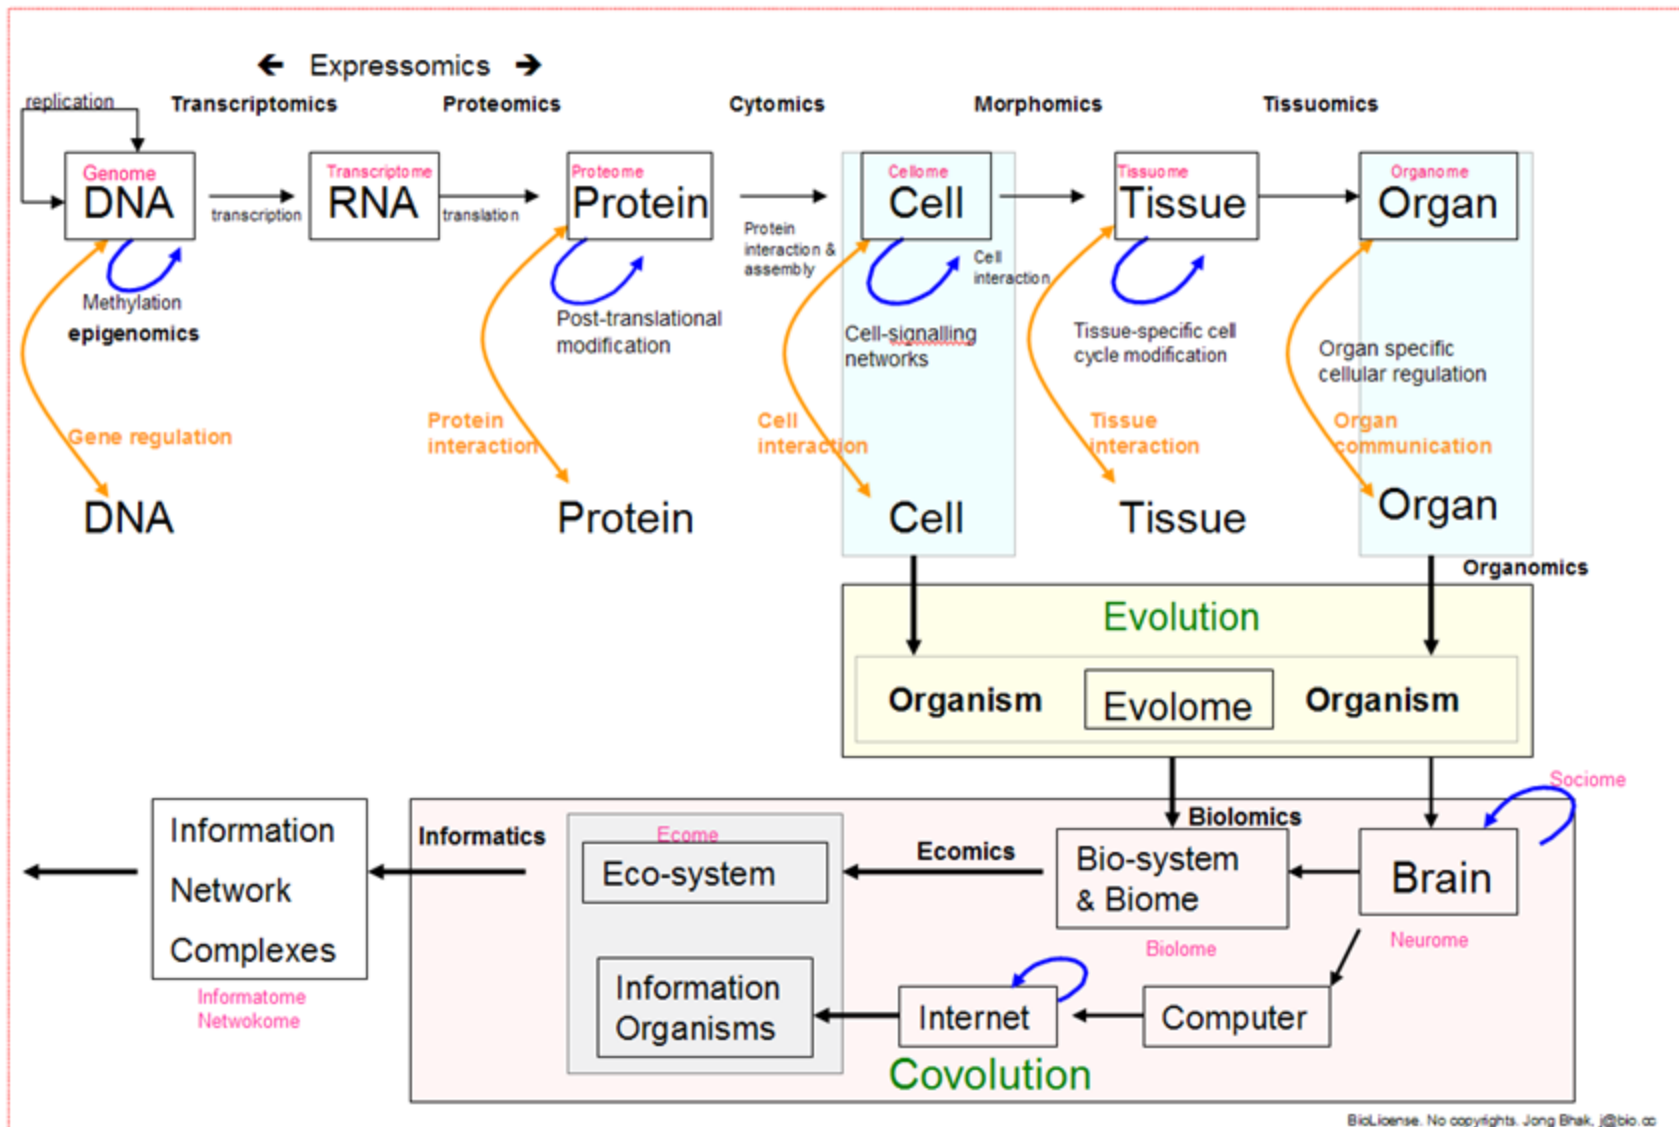 Expressomics
replication
Transcriptomics
Proteomics
Cytomics
Morphomics
Tissuomics
Genome
DNA
transcription
Transcriptome
RNA
translation
Proteome
Protein
Protein
interaction &
assembly
Cellome
Cell
Cell
interaction
Tissuome
Tissue
Organome
Organ
Methylation
epigenomics
Post-translational
modification
Cell-signalling
networks
Tissue-specific cell
cycle modification
Organ specific
cellular regulation
Gene regulation
Protein
interaction
Cell
interaction
Tissue
interaction
Organ
communication
DNA
Protein
Cell
Tissue
Organ
Organomics
Evolution
Organism
Evolome
Organism
Sociome
Information
Network
Complexes
Informatome
Netwokome
Informatics
Ecome
Eco-system
Ecomics
Biolomics
Bio-system
& Biome
Biolome
Brain
Neurome
Information
Organisms
Internet
Computer
Covolution
BioLicense. No copyrights. Jong Bhak, j@bio.cc